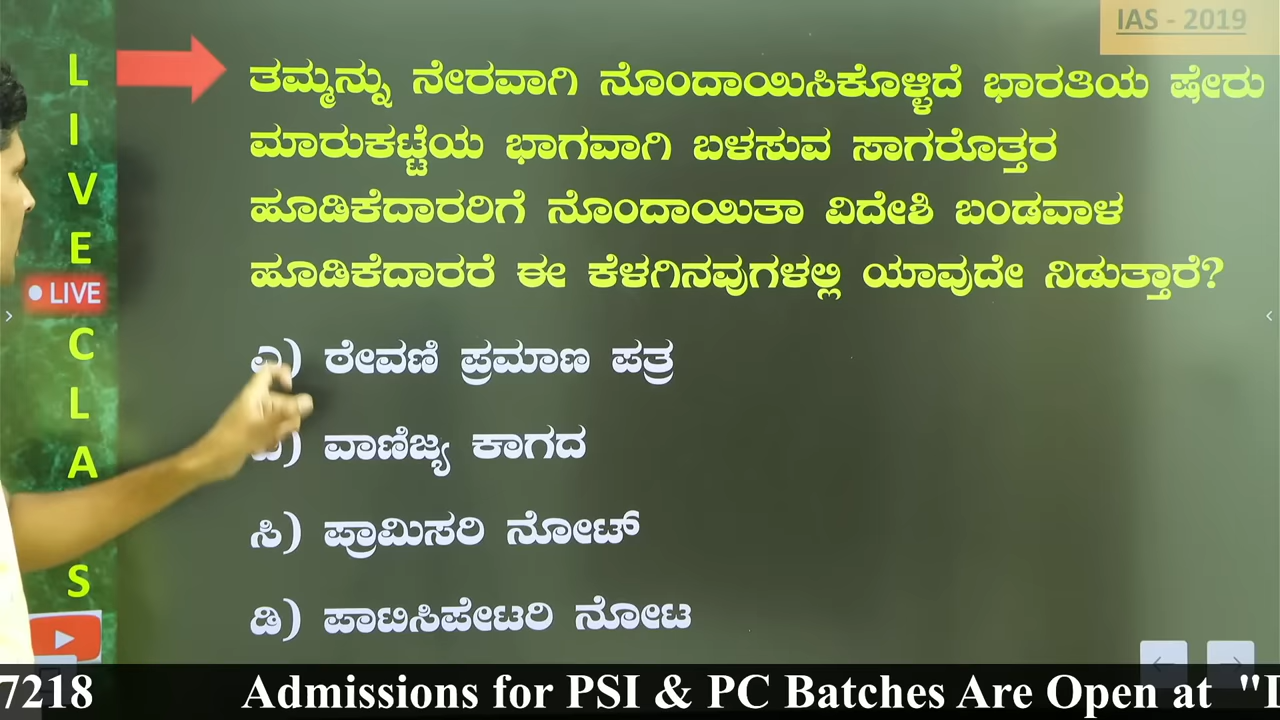 IAS - 2019
ತಮ್ಮನ್ನು ನೇರವಾಗಿ ನೊಂದಾಯಿಸಿಕೊಳ್ಳಿದೆ ಭಾರತಿಯ ಷೇರು
ಮಾರುಕಟ್ಟೆಯ ಭಾಗವಾಗಿ ಬಳಸುವ ಸಾಗರೊತ್ತರ
ಹೂಡಿಕೆದಾರರಿಗೆ ನೊಂದಾಯಿತಾ ವಿದೇಶಿ ಬಂಡವಾಳ
ಹೂಡಿಕೆದಾರರೆ ಈ ಕೆಳಗಿನವುಗಳಲ್ಲಿ ಯಾವುದೇ ನಿಡುತ್ತಾರೆ?
ಎ) ಠೇವಣಿ ಪ್ರಮಾಣ ಪತ್ರ
ವಾಣಿಜ್ಯ ಕಾಗದ
ಸಿ) ಪ್ರಾಮಿಸರಿ ನೋಟ್
ಡಿ) ಪಾಟಿಸಿಪೇಟರಿ ನೋಟ
L
I
V
E
LIVE
C
L
A
S
7218 Admissions for PSI & PC Batches Are Open at "